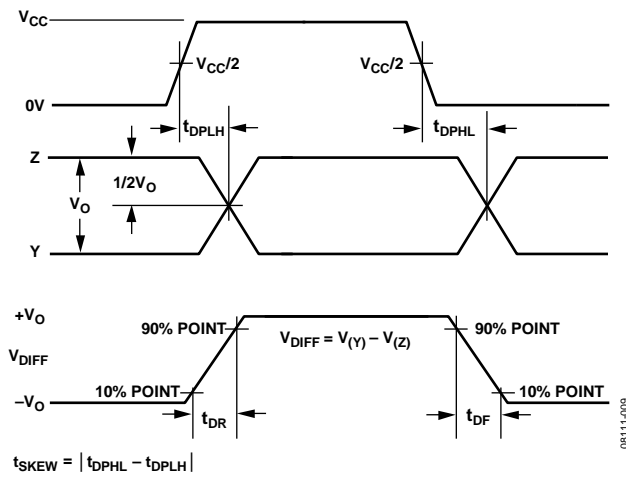 VCC
VCC/2
VCC/2
0V
tDPLH
tDPHL
Z
1/2VO
VO
Y
+VO
90% POINT
VDIFF = V(Y) – V(Z)
90% POINT
VDIFF
10% POINT
10% POINT
–VO
tDR
tDF
tSKEW = |tDPHL – tDPLH|
08111-009